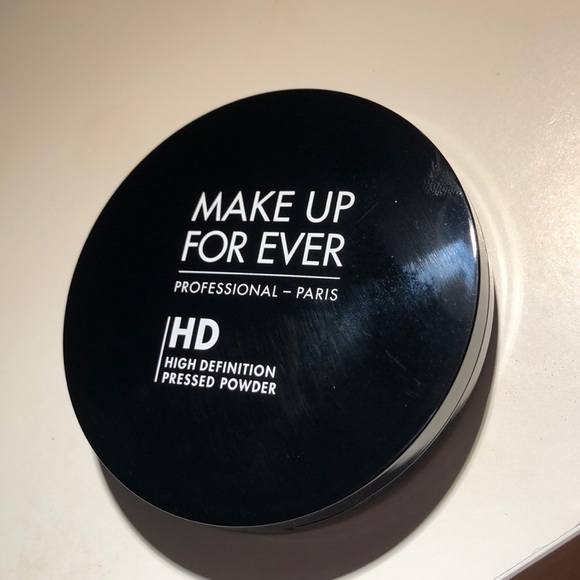 MAKE UP
FOR EVER
PROFESSIONAL – PARIS
HD
HIGH DEFINITION
PRESSED POWDER